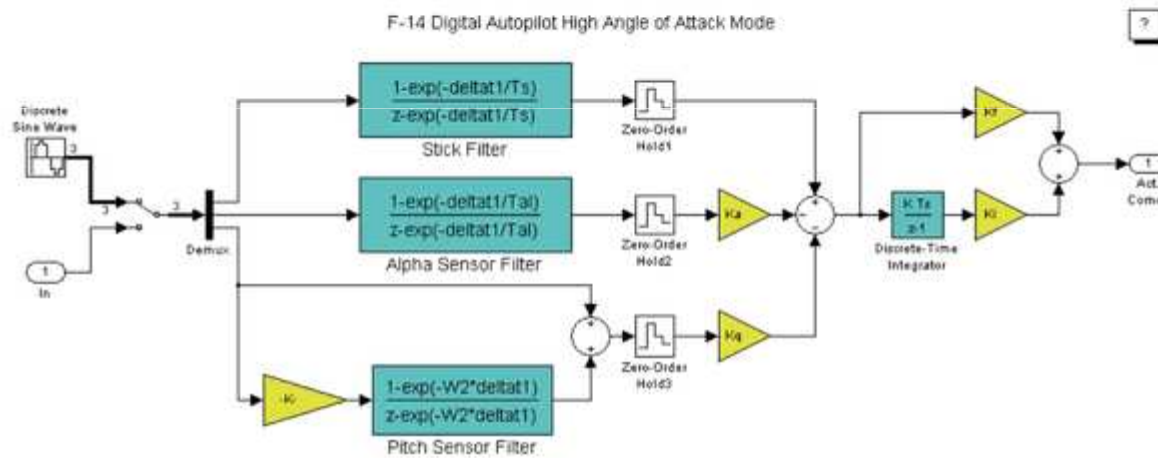 F-14 Digital Autopilot High Angle of Attack Mode
?
Discrete
Sine Wave
3
3
3
1
In
Demux
1-exp(-deltat1/Ts)
z-exp(-deltat1/Ts)
Stick Filter
Zero-Order
Hold1
1-exp(-deltat1/Tal)
z-exp(-deltat1/Tal)
Alpha Sensor Filter
Zero-Order
Hold2
Ka
-K-
1-exp(-W2*deltat1)
z-exp(-W2*deltat1)
Pitch Sensor Filter
+
+
Zero-Order
Hold3
Kq
+
-
-
K Ts
z-1
Discrete-Time
Integrator
Kf
Ki
+
+
1
Act.